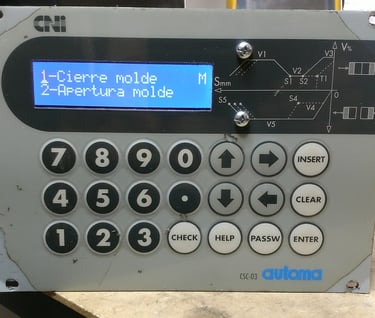 CNi
1-Cierre molde M
2-Apertura molde
V1
V2
V3
V%
Smm
S1 S2 T1
0
S5
S4
V4
V5
7 8 9 0 INSERT
4 5 6 . CLEAR
1 2 3 CHECK HELP PASSW ENTER
CSC-03 automa